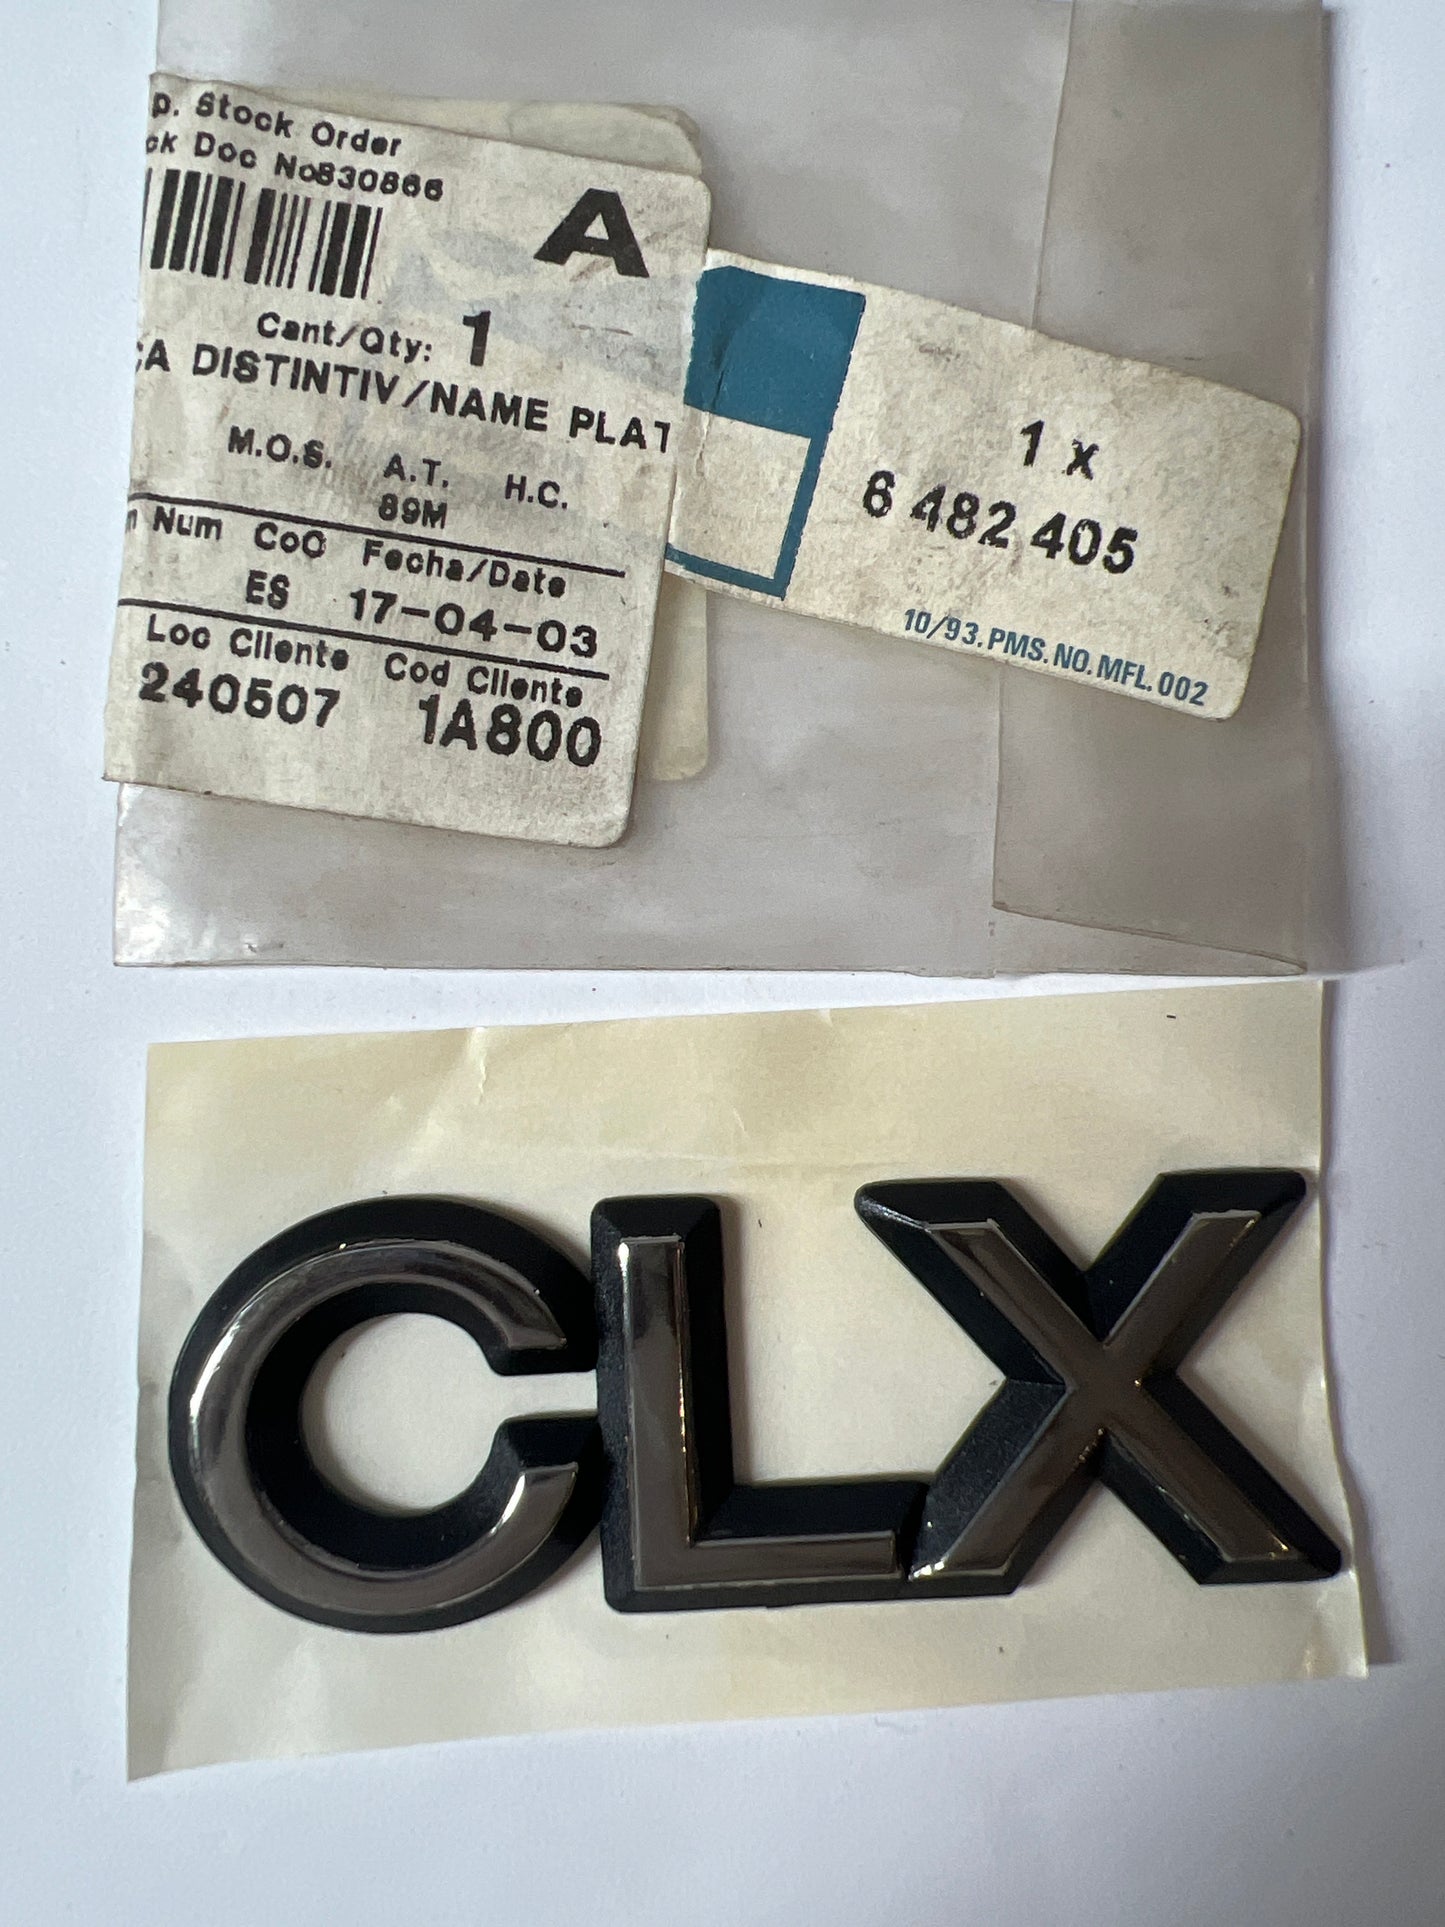 p. Stock Order
ck Doc No830866
A
Cant/Qty: 1
CA DISTINTIV/NAME PLAT
M.O.S. A.T. H.C.
89M
Num CoO Fecha/Date
ES 17-04-03
Loc Cliente Cod Cliente
240507 1A800
1 x
6 482 405
10/93.PMS.NO.MFL.002
CLX